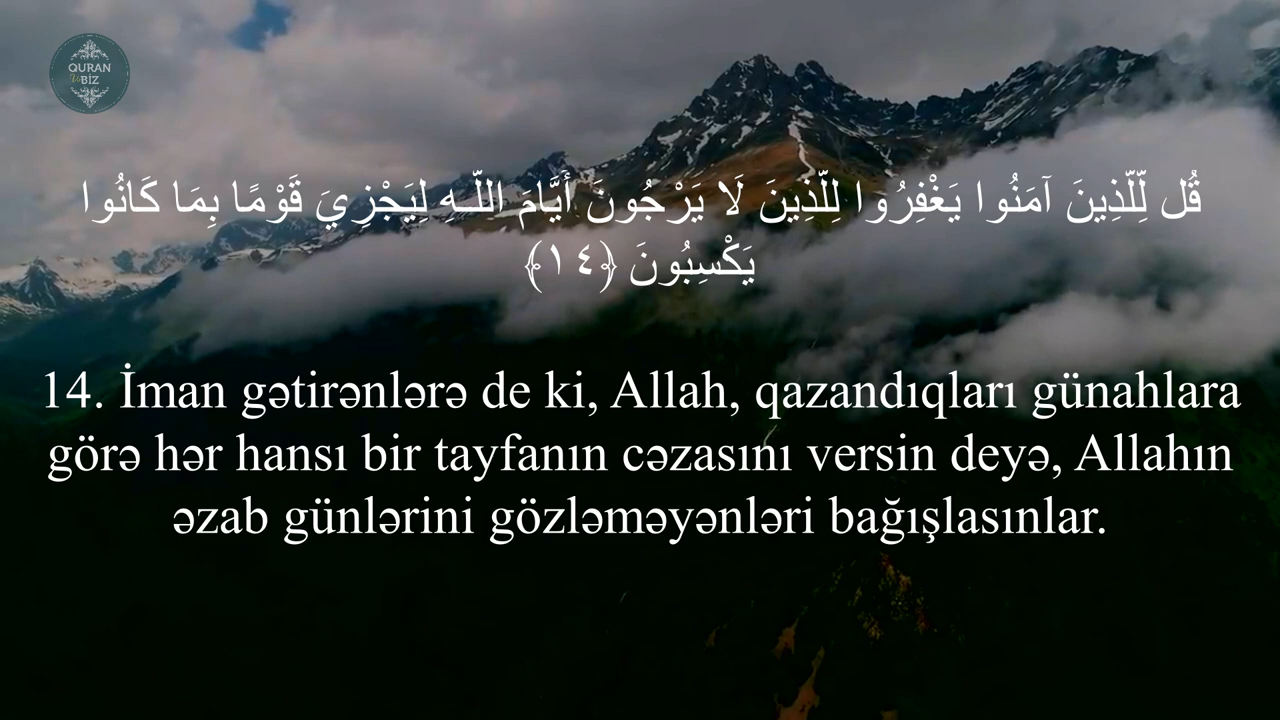 QURAN
Və
BİZ
قُل لِّلَّذِينَ آمَنُوا يَغْفِرُوا لِلَّذِينَ لَا يَرْجُونَ أَيَّامَ اللَّـهِ لِيَجْزِيَ قَوْمًا بِمَا كَانُوا
يَكْسِبُونَ ﴿١٤﴾
14. İman gətirənlərə de ki, Allah, qazandıqları günahlara
görə hər hansı bir tayfanın cəzasını versin deyə, Allahın
əzab günlərini gözləməyənləri bağışlasınlar.